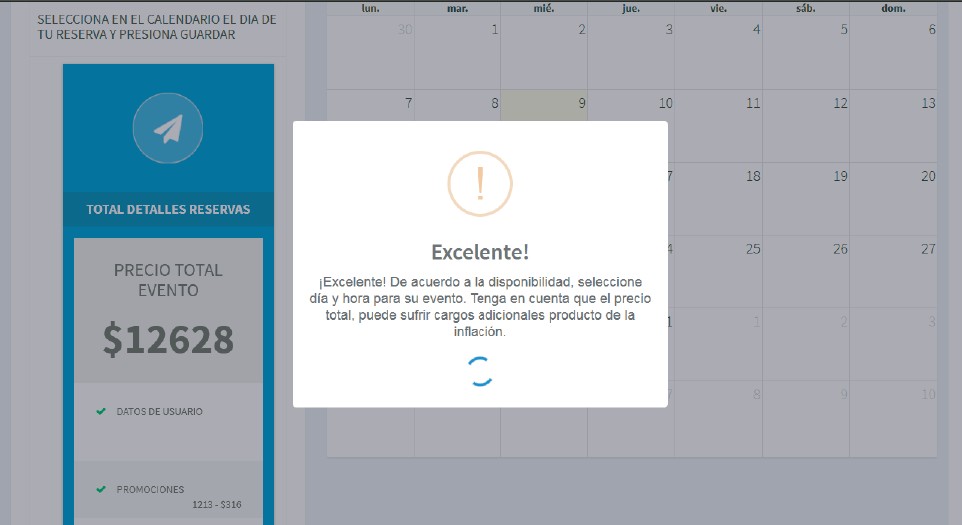 SELECCIONA EN EL CALENDARIO EL DIA DE
TU RESERVA Y PRESIONA GUARDAR
TOTAL DETALLES RESERVAS
PRECIO TOTAL
EVENTO
$12628
DATOS DE USUARIO
PROMOCIONES
1213 - $316
lun. mar. mié. jue. vie. sáb. dom.
30 1 2 3 4 5 6
7 8 9 10 11 12 13
18 19 20
25 26 27
1 2 3
7 8 9 10
!
Excelente!
¡Excelente! De acuerdo a la disponibilidad, seleccione
día y hora para su evento. Tenga en cuenta que el precio
total, puede sufrir cargos adicionales producto de la
inflación.